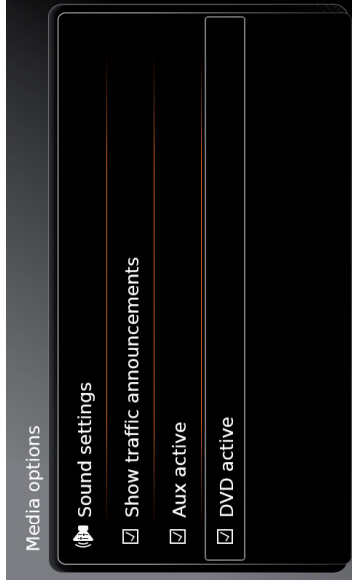 Media options
Sound settings
Show traffic announcements
Aux active
DVD active